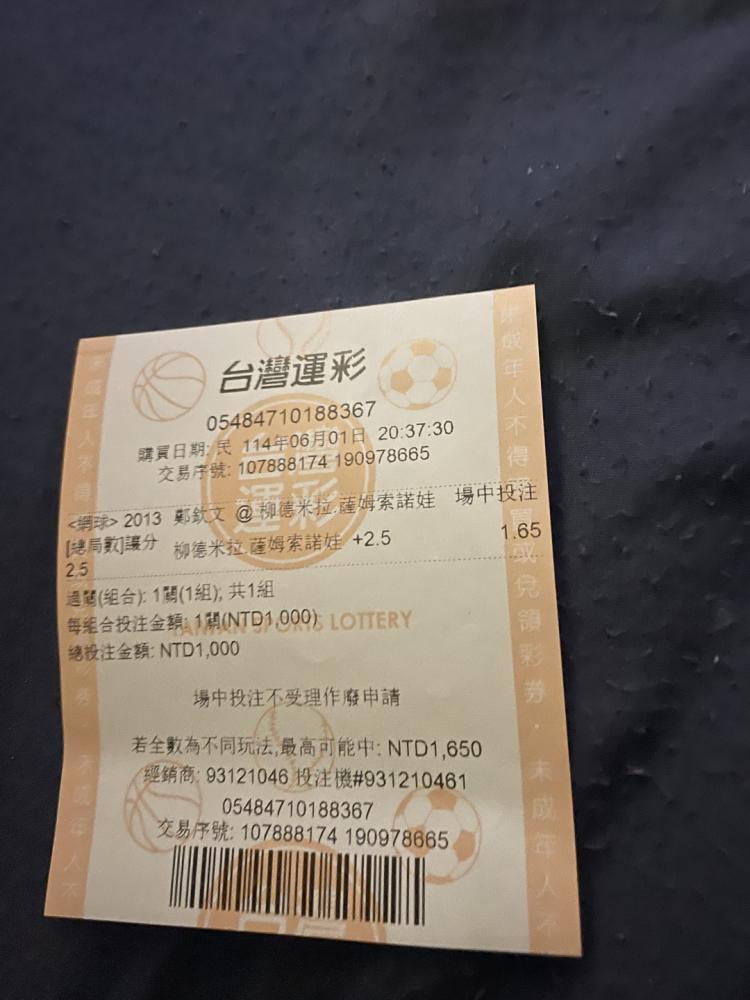 台灣運彩
05484710188367
購買日期: 民 114年06月01日 20:37:30
交易序號: 107888174 190978665
<網球> 2013 鄭欽文 @ 柳德米拉.薩姆索諾娃 場中投注
[總局數]讓分 柳德米拉.薩姆索諾娃 +2.5 1.65
2.5
過關(組合): 1關(1組); 共1組
每組合投注金額: 1關(NTD1,000)
TAIWAN SPORTS LOTTERY
總投注金額: NTD1,000
場中投注不受理作廢申請
若全數為不同玩法,最高可能中: NTD1,650
經銷商: 93121046 投注機#931210461
05484710188367
交易序號: 107888174 190978665
未成年人不得購買或兌領彩券 · 未成年人不